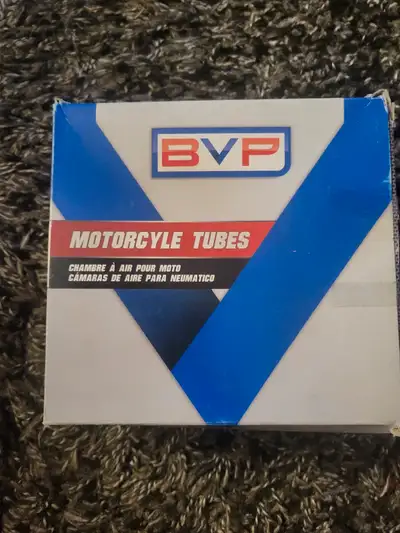 BVP
MOTORCYLE TUBES
CHAMBRE À AIR POUR MOTO
CÁMARAS DE AIRE PARA NEUMATICO